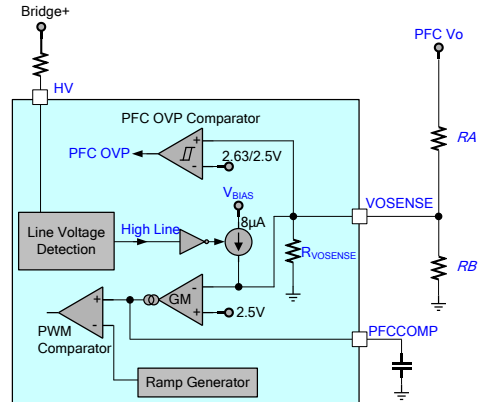 Bridge+
PFC Vo
HV
PFC OVP Comparator
RA
+
PFC OVP
-
2.63/2.5V
VBIAS
VOSENSE
8µA
Line Voltage
Detection
High Line
RVOSENSE
RB
-
GM
+
2.5V
+
-
PWM
Comparator
PFCCOMP
Ramp Generator